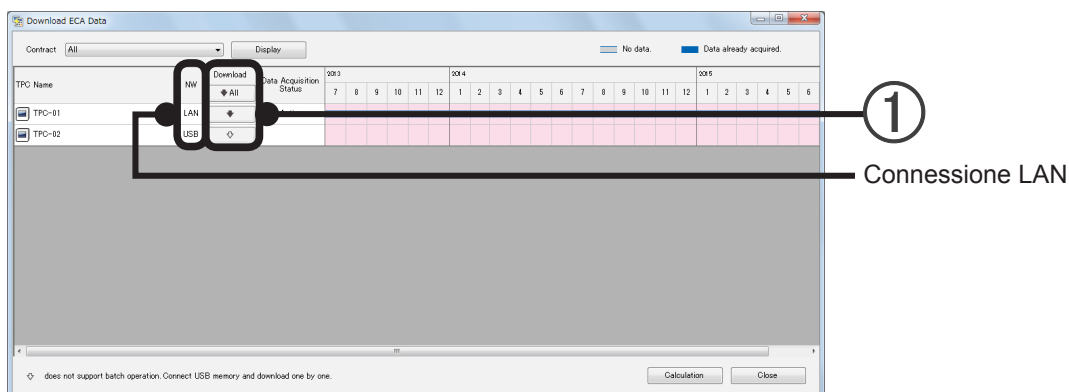 Download ECA Data
Contract All Display No data. Data already acquired.
TPC Name NW Download Data Acquisition Status 2013 2014 2015
All 7 8 9 10 11 12 1 2 3 4 5 6 7 8 9 10 11 12 1 2 3 4 5 6
TPC-01 LAN
TPC-02 USB
①
Connessione LAN
does not support batch operation. Connect USB memory and download one by one.
Calculation Close